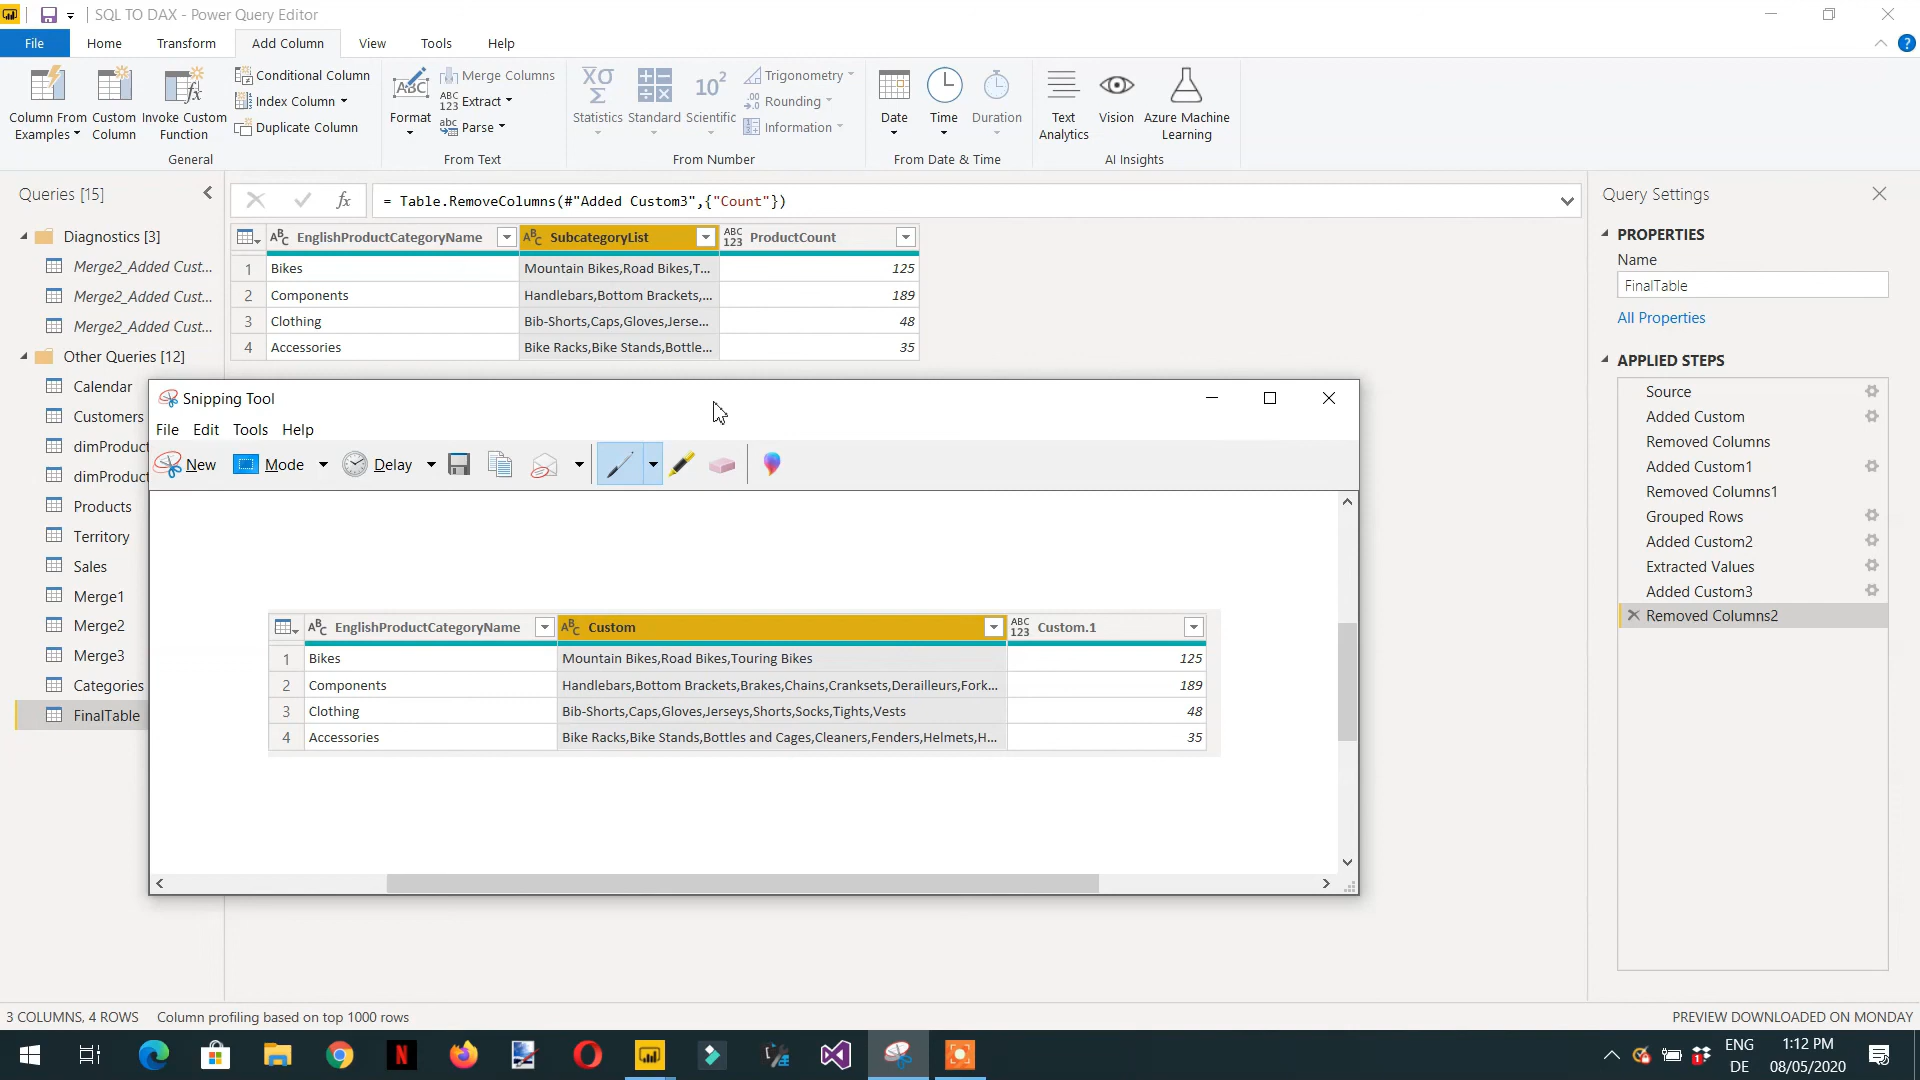 SQL TO DAX - Power Query Editor
File Home Transform Add Column View Tools Help
Column From Examples
Custom Column
Invoke Custom Function
Conditional Column
Index Column
Duplicate Column
General
Format
Merge Columns
Extract
Parse
From Text
Statistics Standard Scientific
Trigonometry
Rounding
Information
From Number
Date Time Duration
From Date & Time
Text Analytics
Vision
Azure Machine Learning
AI Insights
Queries [15]
Diagnostics [3]
Merge2_Added Cust...
Merge2_Added Cust...
Merge2_Added Cust...
Other Queries [12]
Calendar
Customers
dimProduct
dimProduct
Products
Territory
Sales
Merge1
Merge2
Merge3
Categories
FinalTable
fx = Table.RemoveColumns(#"Added Custom3",{"Count"})
EnglishProductCategoryName SubcategoryList ProductCount
1 Bikes Mountain Bikes,Road Bikes,T... 125
2 Components Handlebars,Bottom Brackets,... 189
3 Clothing Bib-Shorts,Caps,Gloves,Jerse... 48
4 Accessories Bike Racks,Bike Stands,Bottle... 35
Snipping Tool
File Edit Tools Help
New Mode Delay
EnglishProductCategoryName Custom Custom.1
1 Bikes Mountain Bikes,Road Bikes,Touring Bikes 125
2 Components Handlebars,Bottom Brackets,Brakes,Chains,Cranksets,Derailleurs,Fork... 189
3 Clothing Bib-Shorts,Caps,Gloves,Jerseys,Shorts,Socks,Tights,Vests 48
4 Accessories Bike Racks,Bike Stands,Bottles and Cages,Cleaners,Fenders,Helmets,H... 35
Query Settings
PROPERTIES
Name
FinalTable
All Properties
APPLIED STEPS
Source
Added Custom
Removed Columns
Added Custom1
Removed Columns1
Grouped Rows
Added Custom2
Extracted Values
Added Custom3
Removed Columns2
3 COLUMNS, 4 ROWS Column profiling based on top 1000 rows
PREVIEW DOWNLOADED ON MONDAY
ENG
DE
1:12 PM
08/05/2020